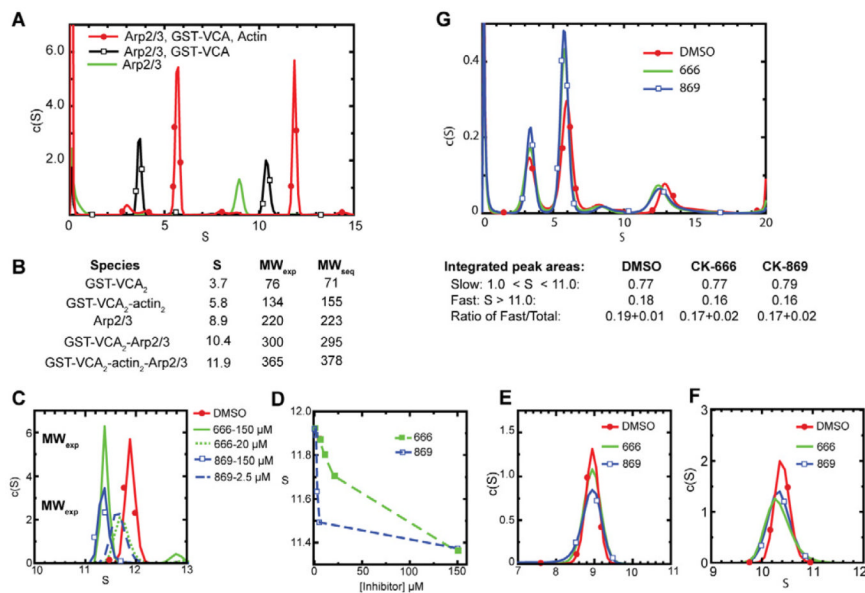 A
7.0
5.0
c(S)
2.0
0
5
10
15
S
Arp2/3, GST-VCA, Actin
Arp2/3, GST-VCA
Arp2/3
B
Species S MWexp MWseq
GST-VCA2 3.7 76 71
GST-VCA2-actin2 5.8 134 155
Arp2/3 8.9 220 223
GST-VCA2-Arp2/3 10.4 300 295
GST-VCA2-actin2-Arp2/3 11.9 365 378
G
0.4
c(S)
0.2
0
0
5
10
15
20
S
DMSO
666
869
Integrated peak areas: DMSO CK-666 CK-869
Slow: 1.0 < S < 11.0: 0.77 0.77 0.79
Fast: S > 11.0: 0.18 0.16 0.16
Ratio of Fast/Total: 0.19+0.01 0.17+0.02 0.17+0.02
C
6
MWexp
4
c(S)
MWexp
2
0
10
11
12
13
S
DMSO
666-150 µM
666-20 µM
869-150 µM
869-2.5 µM
D
12.0
11.8
S
11.6
11.4
0
50
100
150
[Inhibitor] µM
666
869
E
1.5
c(S)
1.0
0.5
0
7
8
9
10
11
S
DMSO
666
869
F
3
2
c(S)
1
0
9
10
11
12
S
DMSO
666
869